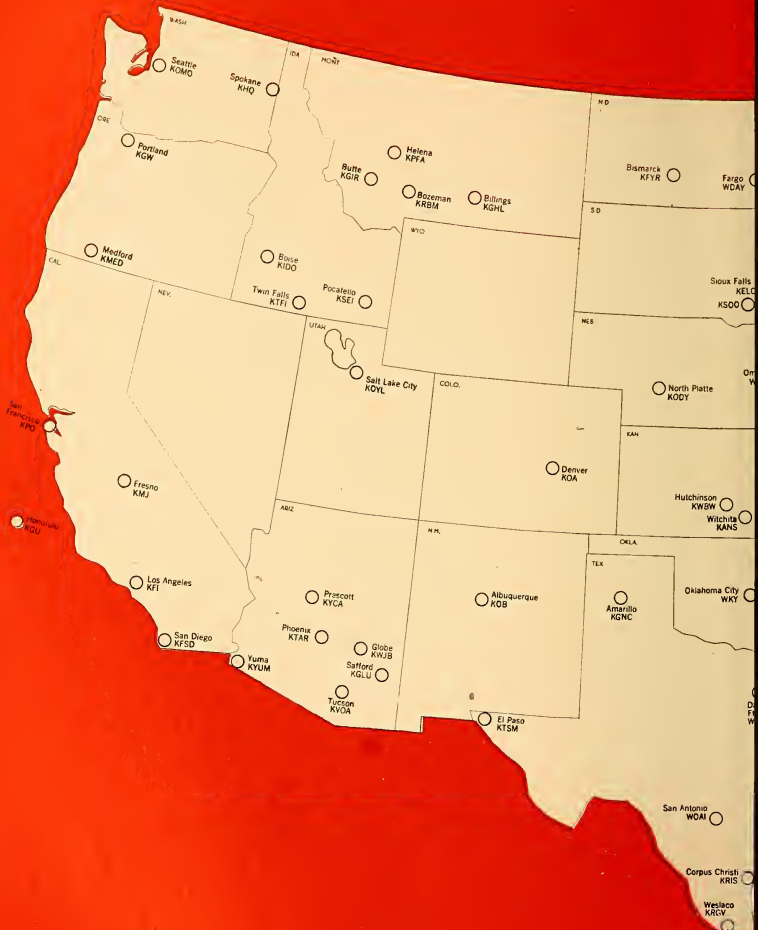 WASH
Seattle
KOMO
Spokane
KHQ
IDA
MONT
ORE
Portland
KGW
Helena
KPFA
Butte
KGIR
Bozeman
KRBM
Billings
KGHL
N D
Bismarck
KFYR
Fargo
WDAY
S D
WYO
Medford
KMED
CAL.
Boise
KIDO
Twin Falls
KTFI
Pocatello
KSEI
NEV.
UTAH
Salt Lake City
KOYL
Sioux Falls
KELO
KSOO
NEB
North Platte
KODY
Om
W
COLO.
Denver
KOA
KAN
Hutchinson
KWBW
Witchita
KANS
San
Francisco
KPO
Fresno
KMJ
Honolulu
KGU
Los Angeles
KFI
San Diego
KFSD
ARIZ
Prescott
KYCA
Phoenix
KTAR
Globe
KWJB
Safford
KGLU
Yuma
KYUM
Tucson
KVOA
N M.
Albuquerque
KOB
OKLA.
Oklahoma City
WKY
TEX
Amarillo
KGNC
El Paso
KTSM
San Antonio
WOAI
Corpus Christi
KRIS
Weslaco
KRGV